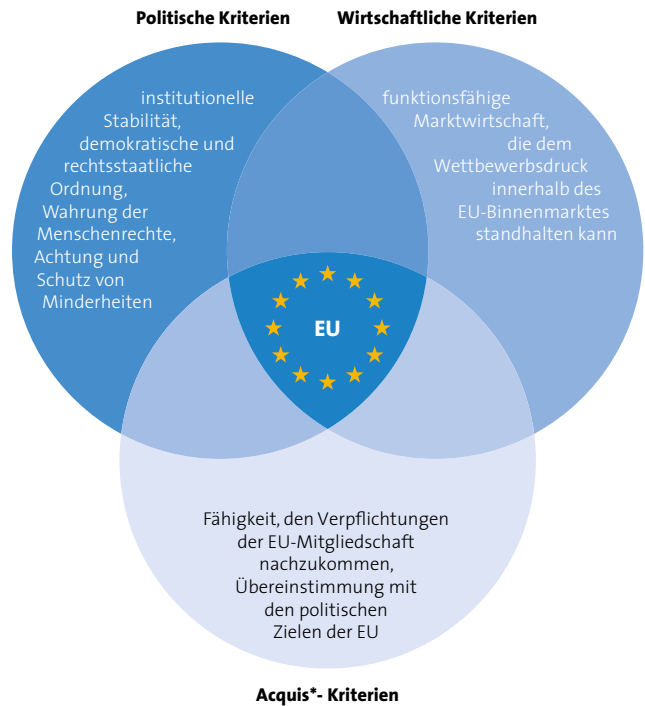 Politische Kriterien
institutionelle
Stabilität,
demokratische und
rechtsstaatliche
Ordnung,
Wahrung der
Menschenrechte,
Achtung und
Schutz von
Minderheiten
Wirtschaftliche Kriterien
funktionsfähige
Marktwirtschaft,
die dem
Wettbewerbsdruck
innerhalb des
EU-Binnenmarktes
standhalten kann
EU
Fähigkeit, den Verpflichtungen
der EU-Mitgliedschaft
nachzukommen,
Übereinstimmung mit
den politischen
Zielen der EU
Acquis*- Kriterien